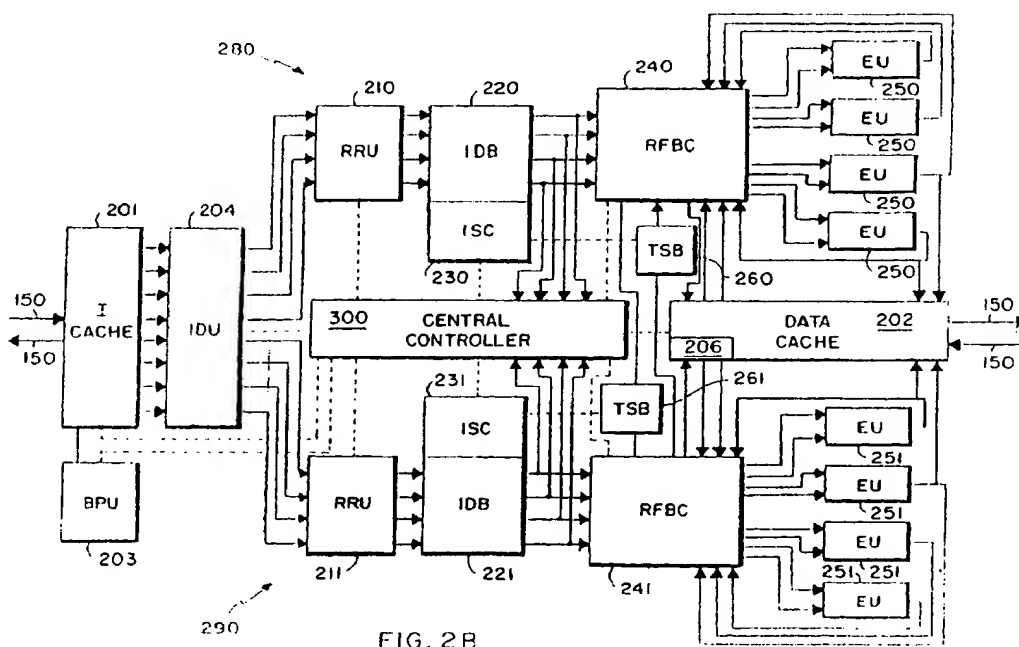 280
210
220
240
EU
250
EU
250
EU
250
EU
250
RRU
IDB
ISC
230
RFBC
TSB
260
201
204
150
150
I
CACHE
IDU
300
CENTRAL
CONTROLLER
DATA
CACHE
202
206
150
150
BPU
203
231
TSB
261
RRU
211
ISC
IDB
221
RFBC
241
EU
251
EU
251
EU
251
251
EU
290
FIG. 2B